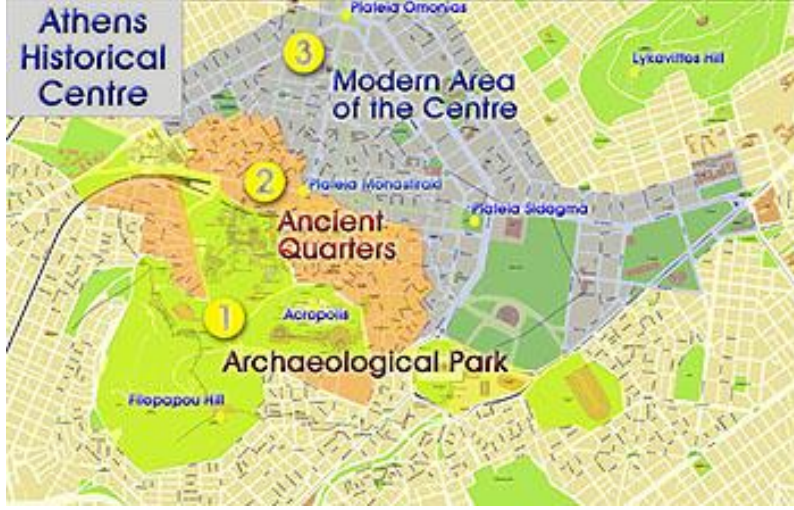 Athens
Historical
Centre
Plateia Omonias
3
Modern Area
of the Centre
Lykavittos Hill
2
Plateia Monastiraki
Plateia Sidagma
Ancient
Quarters
1
Acropolis
Archaeological Park
Filopapou Hill